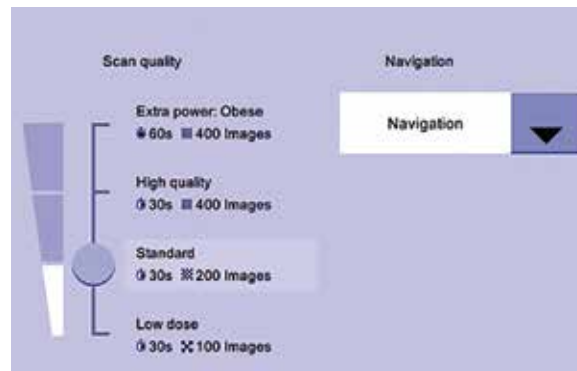 Scan quality
Extra power: Obese
60s 400 Images
High quality
30s 400 Images
Standard
30s 200 Images
Low dose
30s 100 Images
Navigation
Navigation